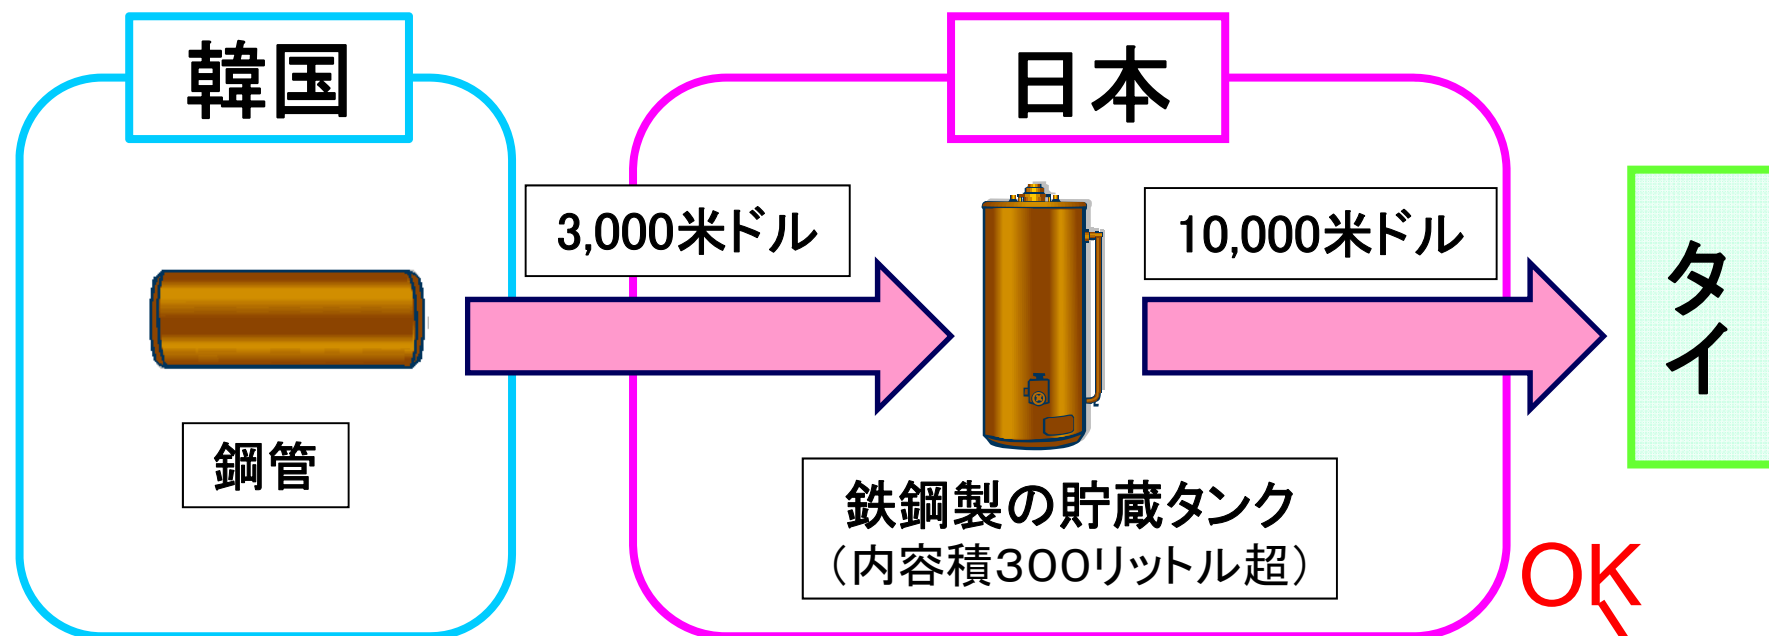 韓国
日本
3,000米ドル
10,000米ドル
タイ
鋼管
鉄鋼製の貯蔵タンク
（内容積３００リットル超）
OK